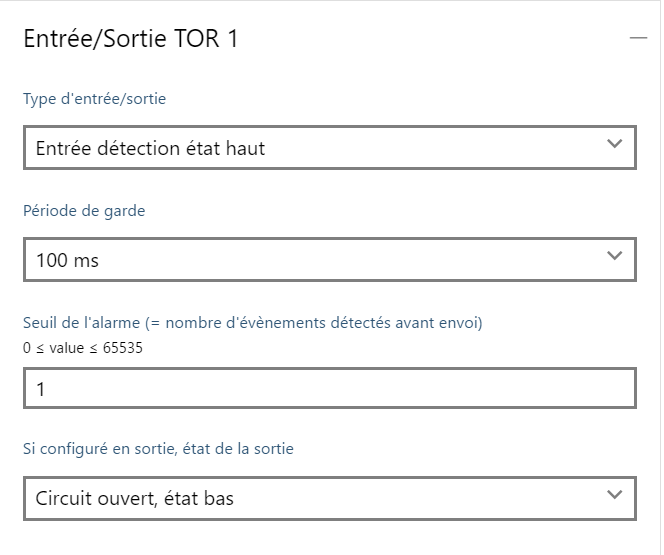 Entrée/Sortie TOR 1
Type d'entrée/sortie
Entrée détection état haut
Période de garde
100 ms
Seuil de l'alarme (= nombre d'évènements détectés avant envoi)
0 ≤ value ≤ 65535
1
Si configuré en sortie, état de la sortie
Circuit ouvert, état bas